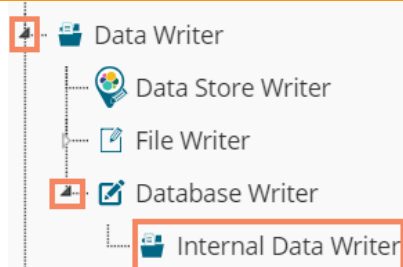 Data Writer
Data Store Writer
File Writer
Database Writer
Internal Data Writer